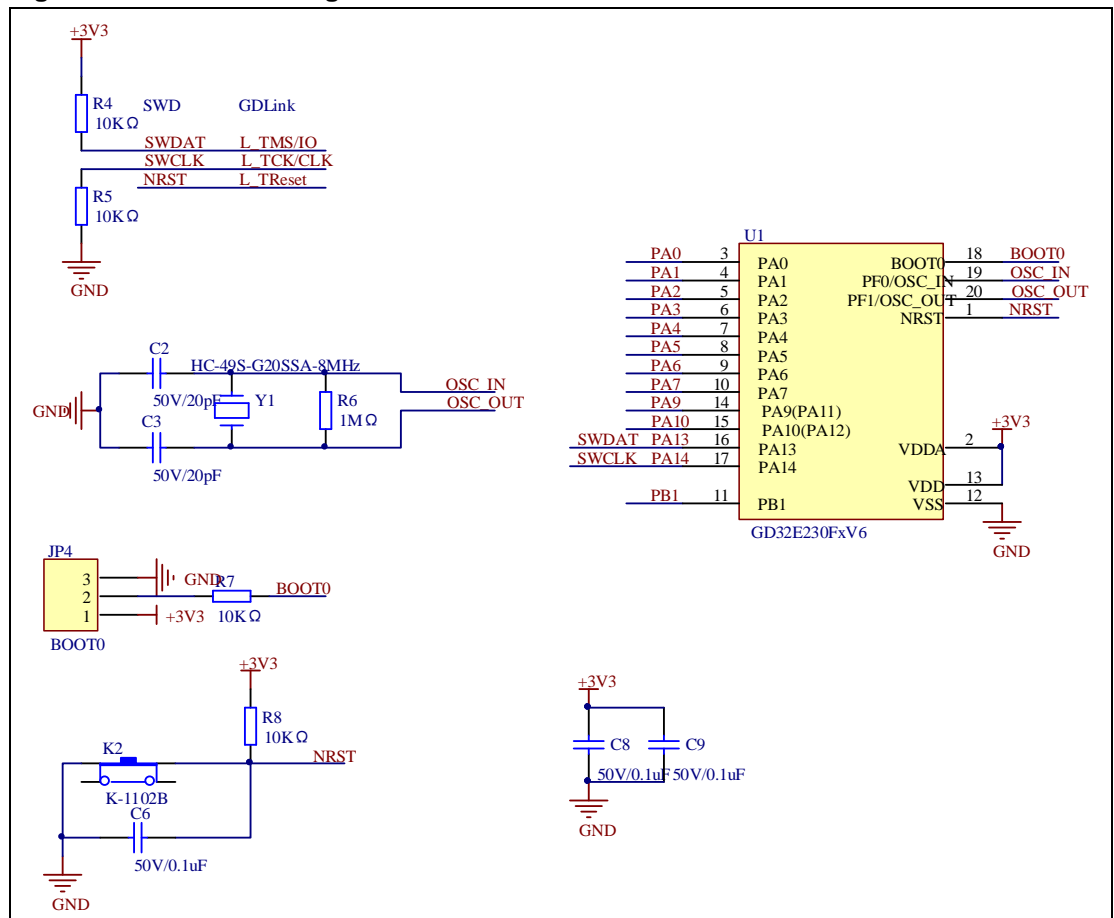 +3V3
R4 SWD GDLink
10KΩ
SWDAT L_TMS/IO
SWCLK L_TCK/CLK
NRST L_TReset
R5
10KΩ
GND
U1
PA0 3 PA0 BOOT0 18 BOOT0
PA1 4 PA1 PF0/OSC_IN 19 OSC_IN
PA2 5 PA2 PF1/OSC_OUT 20 OSC_OUT
PA3 6 PA3 NRST 1 NRST
PA4 7 PA4
PA5 8 PA5
PA6 9 PA6
PA7 10 PA7
PA9 14 PA9(PA11)
PA10 15 PA10(PA12)
SWDAT PA13 16 PA13 VDDA 2 +3V3
SWCLK PA14 17 PA14
VDD 13
PB1 11 PB1 VSS 12
GND
GD32E230FxV6
C2
HC-49S-G20SSA-8MHz
OSC_IN
50V/20pF Y1 R6 OSC_OUT
GND
1MΩ
C3
50V/20pF
JP4
3 GND
2 R7 BOOT0
1 +3V3 10KΩ
BOOT0
+3V3
R8
10KΩ
K2 NRST
K-1102B
C6
50V/0.1uF
GND
+3V3
C8 C9
50V/0.1uF 50V/0.1uF
GND